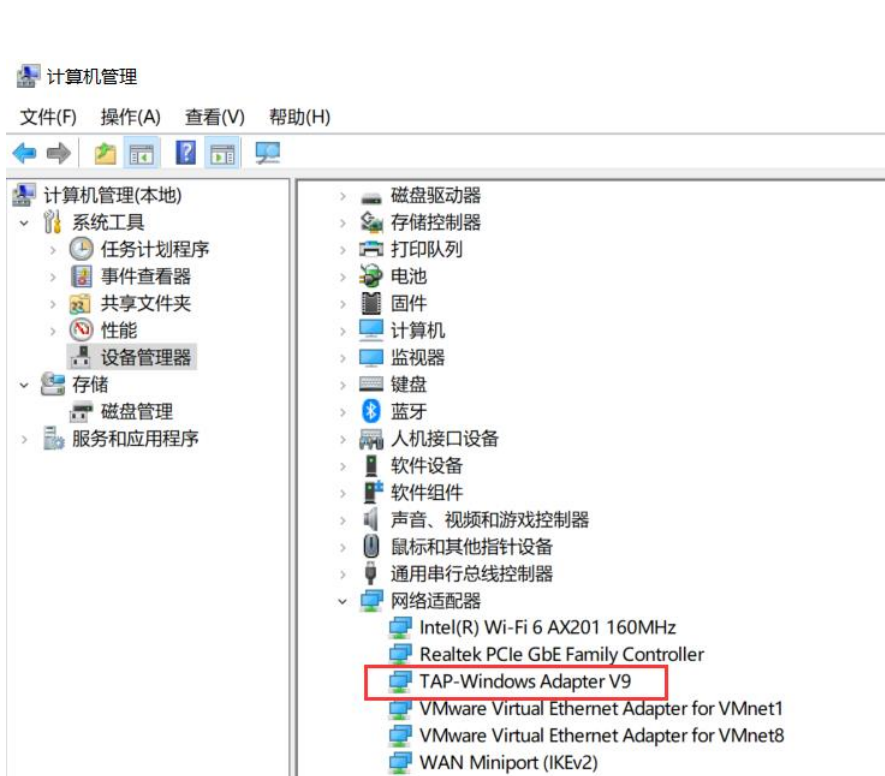 计算机管理
文件(F) 操作(A) 查看(V) 帮助(H)
计算机管理(本地)
系统工具
任务计划程序
事件查看器
共享文件夹
性能
设备管理器
存储
磁盘管理
服务和应用程序
磁盘驱动器
存储控制器
打印队列
电池
固件
计算机
监视器
键盘
蓝牙
人机接口设备
软件设备
软件组件
声音、视频和游戏控制器
鼠标和其他指针设备
通用串行总线控制器
网络适配器
Intel(R) Wi-Fi 6 AX201 160MHz
Realtek PCIe GbE Family Controller
TAP-Windows Adapter V9
VMware Virtual Ethernet Adapter for VMnet1
VMware Virtual Ethernet Adapter for VMnet8
WAN Miniport (IKEv2)